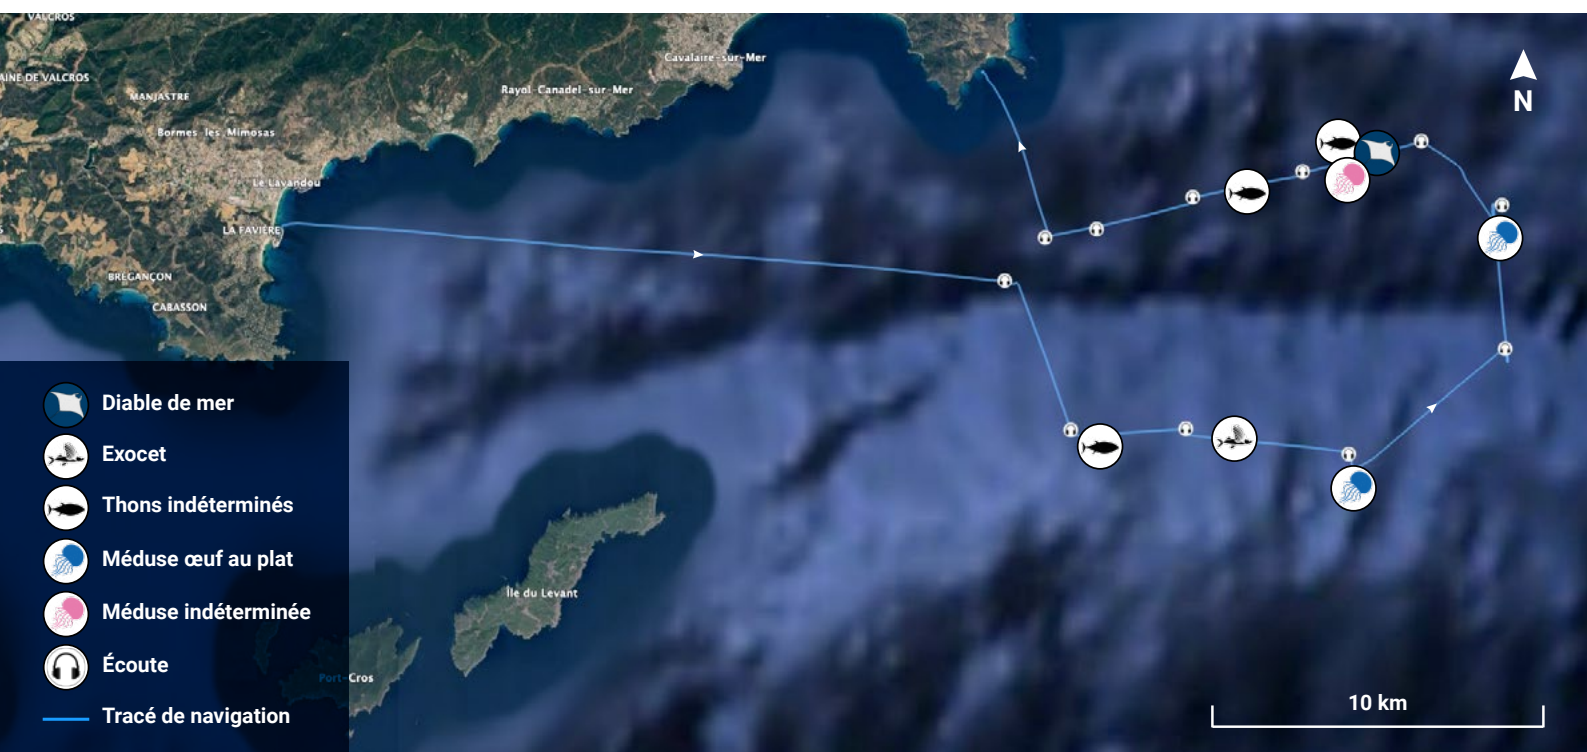 VALCROS
AINE DE VALCROS
MANJASTRE
Bormes-les-Mimosas
Le Lavandou
LA FAVIÈRE
BRÉGANÇON
CABASSON
Rayol-Canadel-sur-Mer
Cavalaire-sur-Mer
N
Diable de mer
Exocet
Thons indéterminés
Méduse œuf au plat
Méduse indéterminée
Écoute
Tracé de navigation
Île du Levant
Port-Cros
10 km